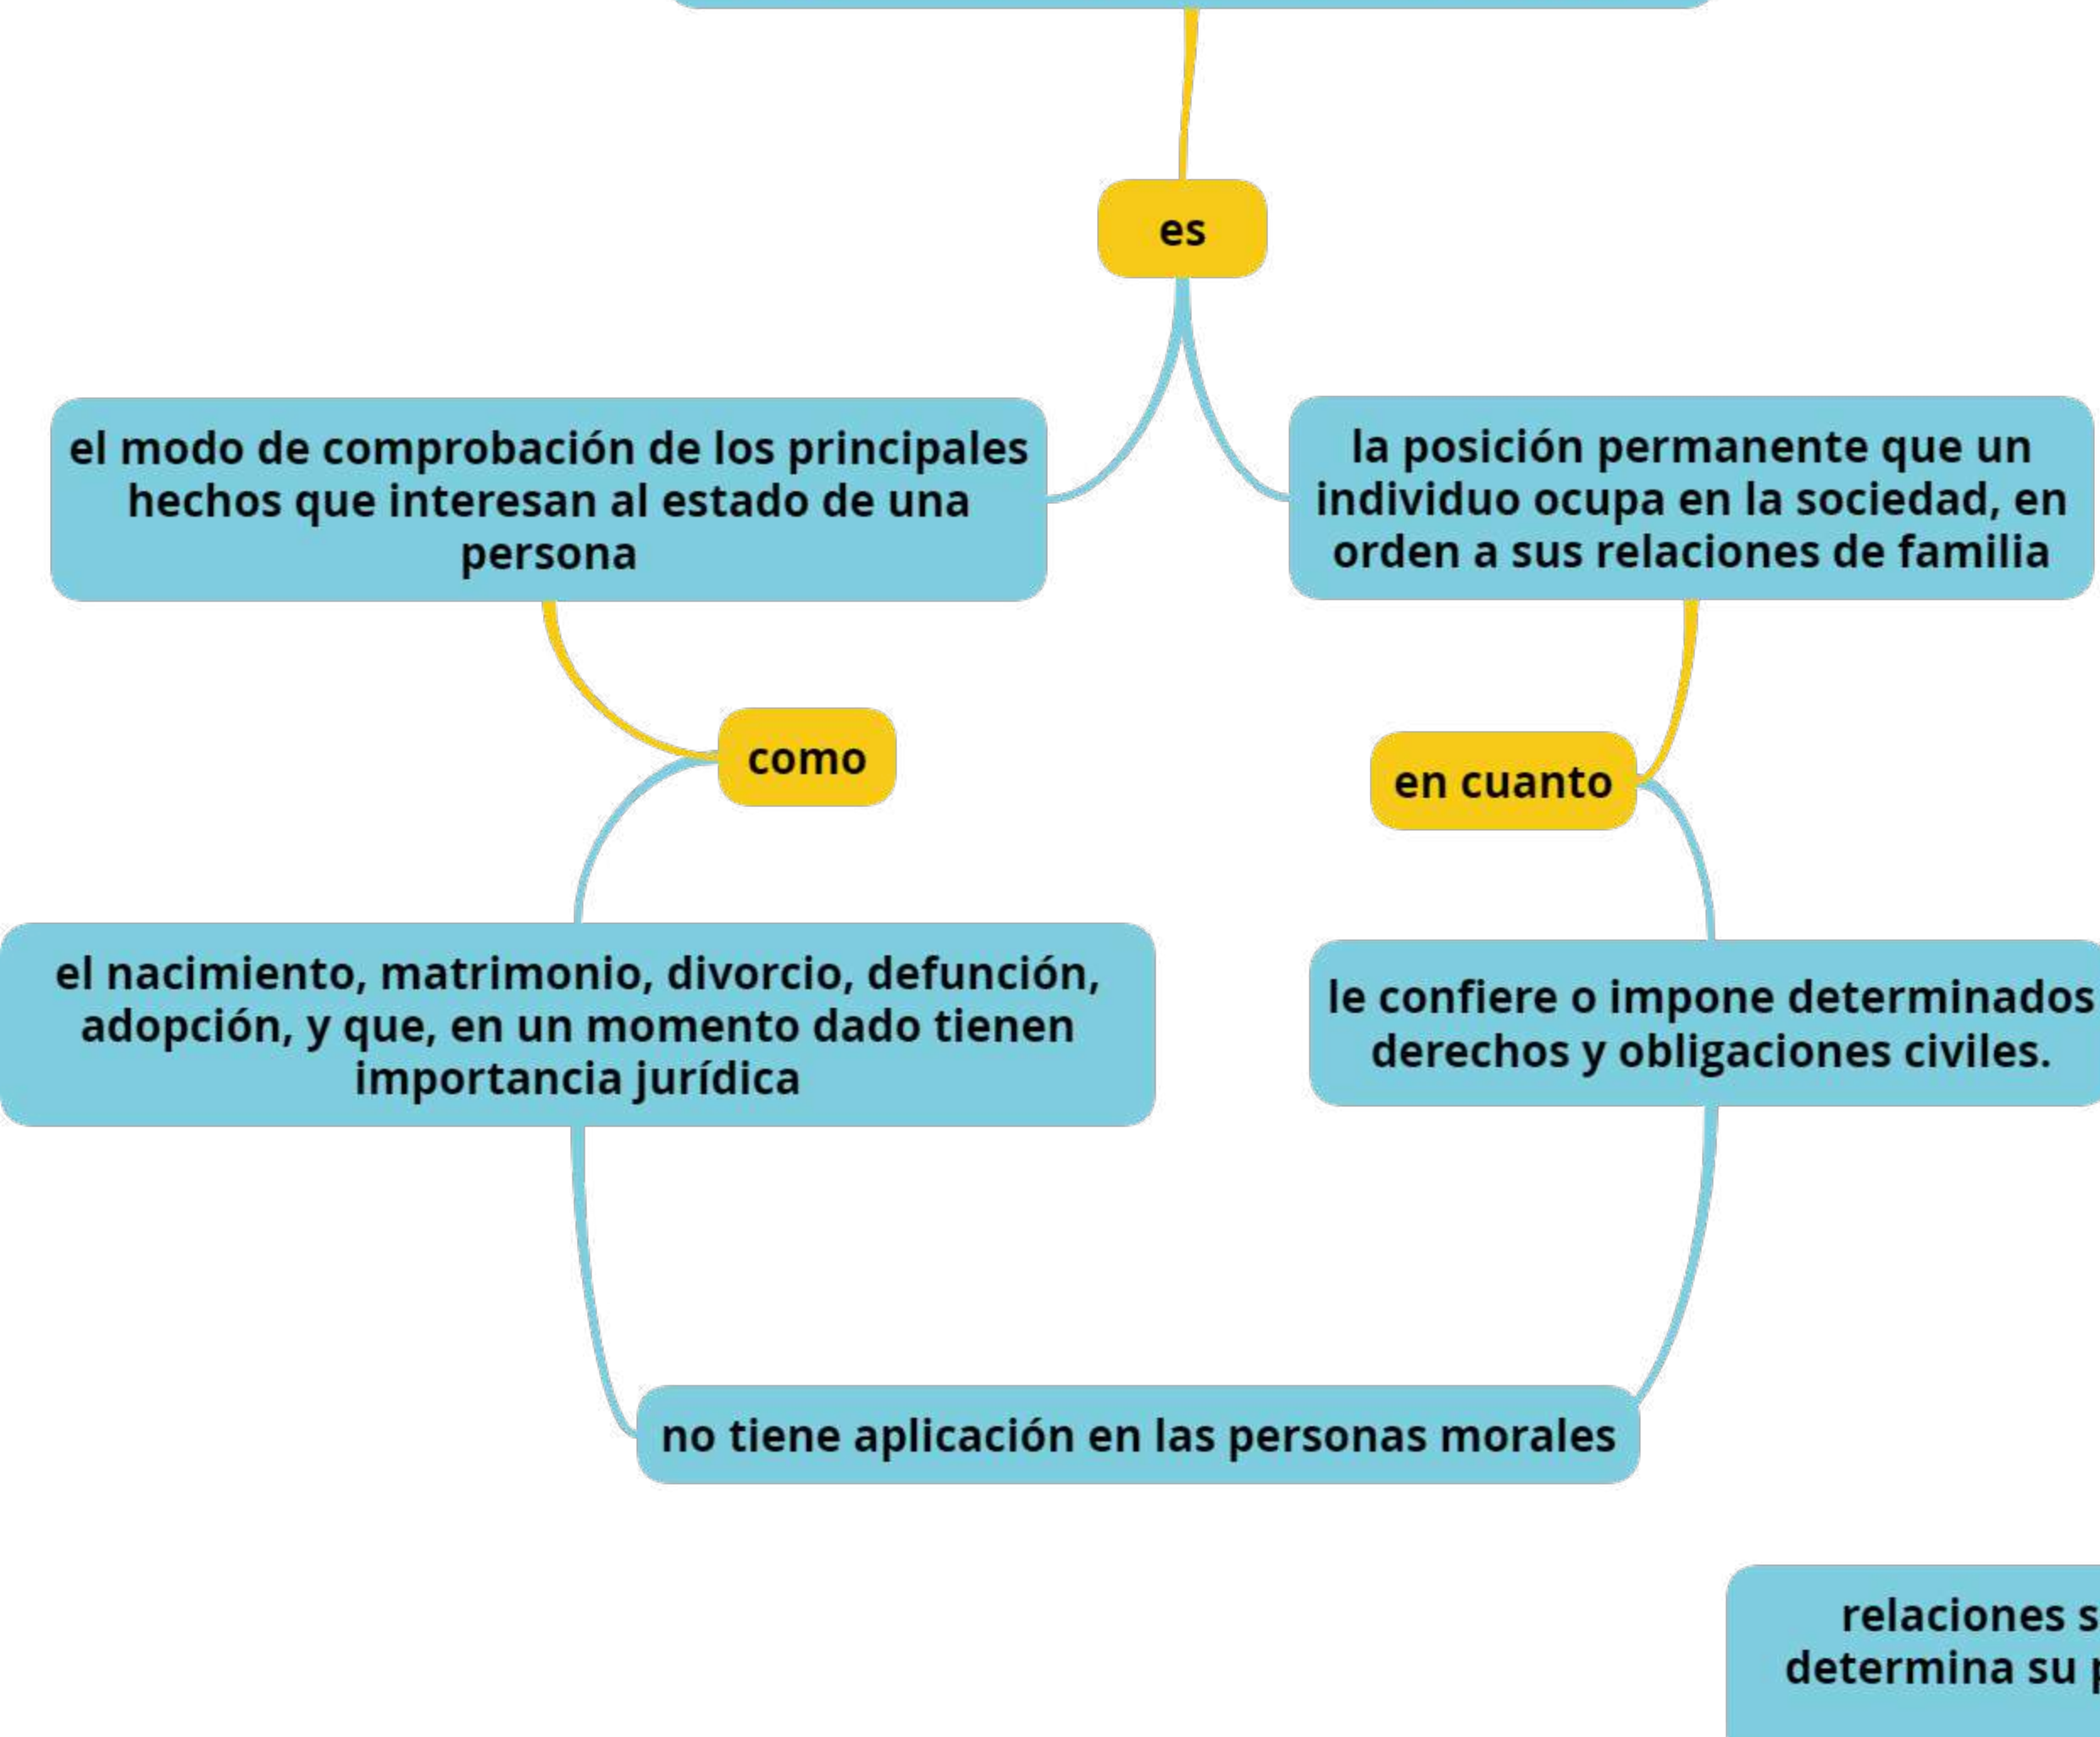 es
el modo de comprobación de los principales
hechos que interesan al estado de una
persona
la posición permanente que un
individuo ocupa en la sociedad, en
orden a sus relaciones de familia
como
en cuanto
el nacimiento, matrimonio, divorcio, defunción,
adopción, y que, en un momento dado tienen
importancia jurídica
le confiere o impone determinados
derechos y obligaciones civiles.
no tiene aplicación en las personas morales
relaciones
determina su